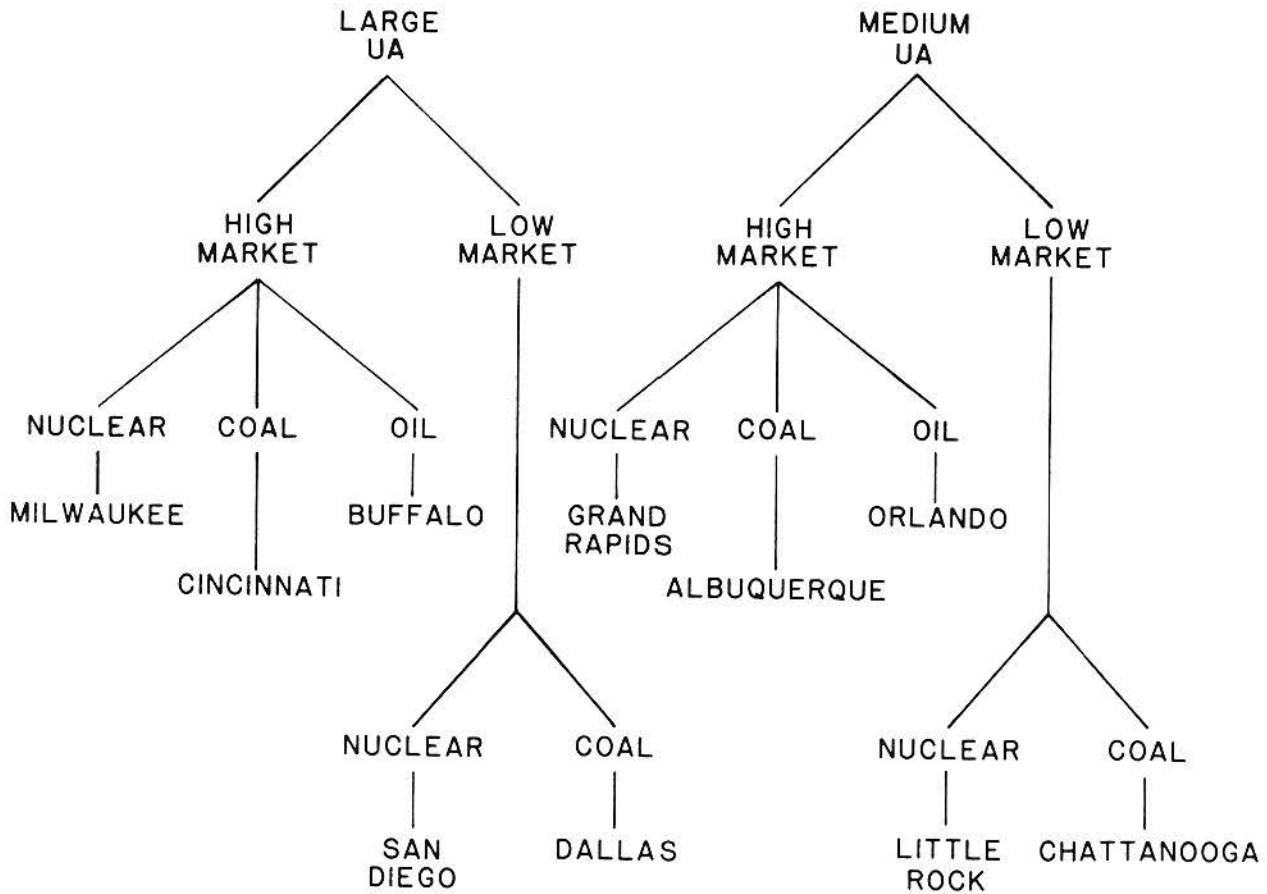 LARGE
UA
MEDIUM
UA
HIGH
MARKET
LOW
MARKET
HIGH
MARKET
LOW
MARKET
NUCLEAR
COAL
OIL
NUCLEAR
COAL
OIL
MILWAUKEE
BUFFALO
GRAND
RAPIDS
ORLANDO
CINCINNATI
ALBUQUERQUE
NUCLEAR
COAL
NUCLEAR
COAL
SAN
DIEGO
DALLAS
LITTLE
ROCK
CHATTANOOGA